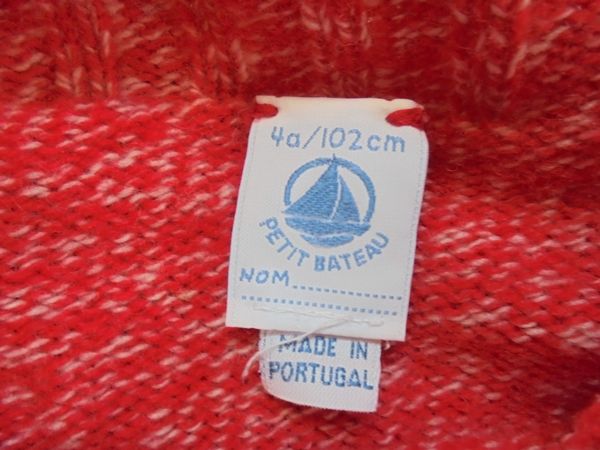 4a/102cm
PETIT BATEAU
NOM
MADE IN
PORTUGAL